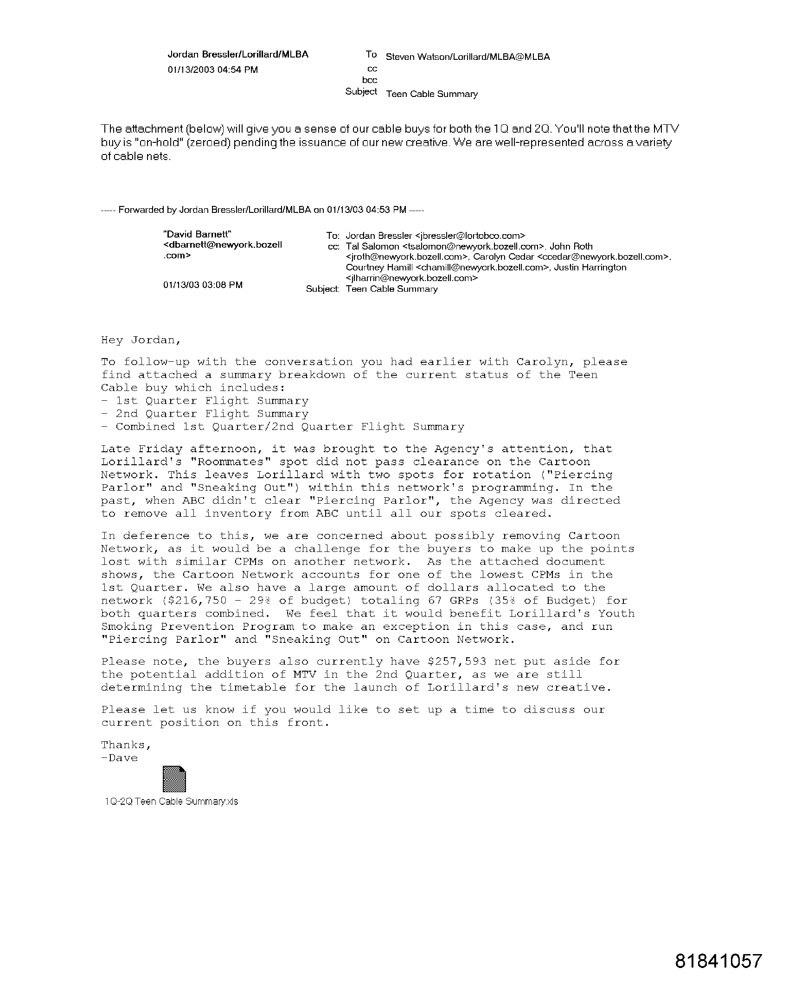 Jordan Bressler/Lorillard/MLBA
01/13/2003 04:54 PM
To Steven Watson/Lorillard/MLBA@MLBA
cc
bcc
Subject Teen Cable Summary
The attachment (below) will give you a sense of our cable buys for both the 1Q and 2Q. You'll note that the MTV
buy is "on-hold" (zeroed) pending the issuance of our new creative. We are well-represented across a variety
of cable nets.
----- Forwarded by Jordan Bressler/Lorillard/MLBA on 01/13/03 04:53 PM -----
"David Barnett"
<dbarnett@newyork.bozell
.com>
01/13/03 03:08 PM
To: Jordan Bressler <jbressler@lortobco.com>
cc: Tal Salomon <tsalomon@newyork.bozell.com>, John Roth
<jroth@newyork.bozell.com>, Carolyn Cedar <ccedar@newyork.bozell.com>,
Courtney Hamill <chamill@newyork.bozell.com>, Justin Harrington
<jlharrin@newyork.bozell.com>
Subject: Teen Cable Summary
Hey Jordan,
To follow-up with the conversation you had earlier with Carolyn, please
find attached a summary breakdown of the current status of the Teen
Cable buy which includes:
- 1st Quarter Flight Summary
- 2nd Quarter Flight Summary
- Combined 1st Quarter/2nd Quarter Flight Summary
Late Friday afternoon, it was brought to the Agency's attention, that
Lorillard's "Roommates" spot did not pass clearance on the Cartoon
Network. This leaves Lorillard with two spots for rotation ("Piercing
Parlor" and "Sneaking Out") within this network's programming. In the
past, when ABC didn't clear "Piercing Parlor", the Agency was directed
to remove all inventory from ABC until all our spots cleared.
In deference to this, we are concerned about possibly removing Cartoon
Network, as it would be a challenge for the buyers to make up the points
lost with similar CPMs on another network.  As the attached document
shows, the Cartoon Network accounts for one of the lowest CPMs in the
1st Quarter. We also have a large amount of dollars allocated to the
network ($216,750 - 29% of budget) totaling 67 GRPs (35% of Budget) for
both quarters combined.  We feel that it would benefit Lorillard's Youth
Smoking Prevention Program to make an exception in this case, and run
"Piercing Parlor" and "Sneaking Out" on Cartoon Network.
Please note, the buyers also currently have $257,593 net put aside for
the potential addition of MTV in the 2nd Quarter, as we are still
determining the timetable for the launch of Lorillard's new creative.
Please let us know if you would like to set up a time to discuss our
current position on this front.
Thanks,
-Dave
1Q-2Q Teen Cable Summary.xls
81841057